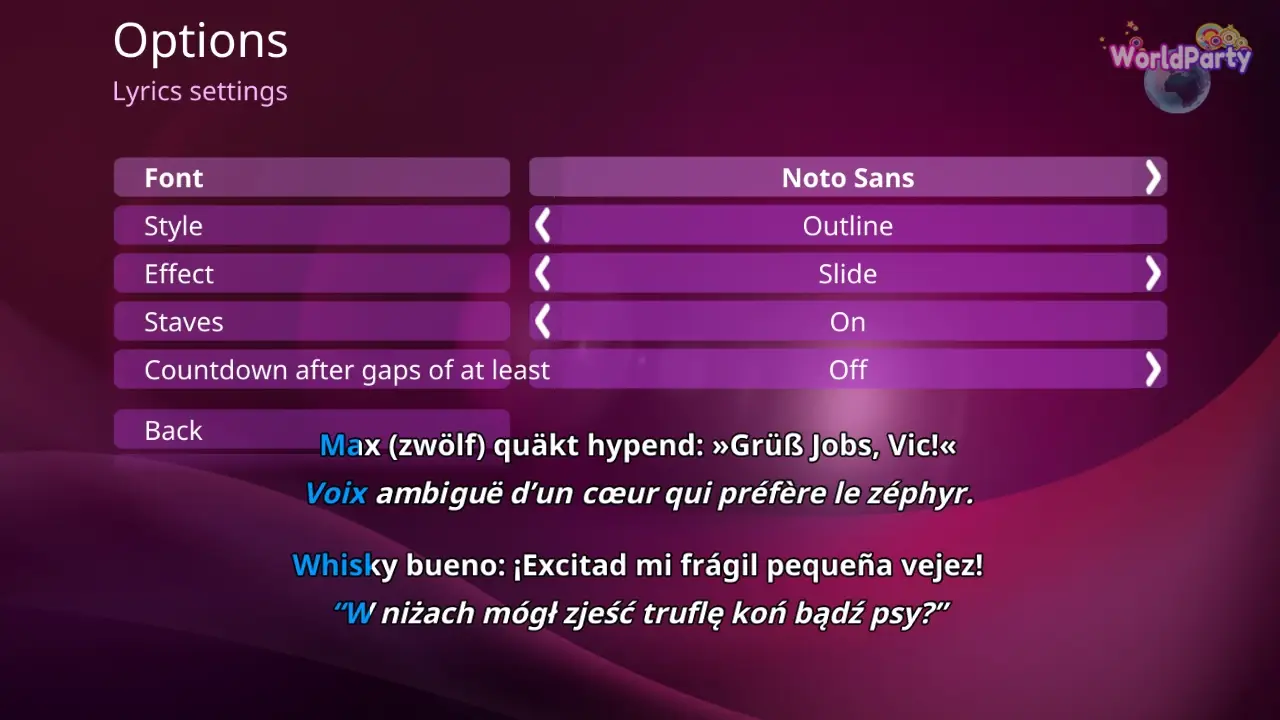 Options
WorldParty
Lyrics settings
Font Noto Sans
Style Outline
Effect Slide
Staves On
Countdown after gaps of at least Off
Back
Max (zwölf) quäkt hypend: »Grüß Jobs, Vic!«
Voix ambiguë d’un cœur qui préfère le zéphyr.
Whisky bueno: ¡Excitad mi frágil pequeña vejez!
“W niżach mógł zjeść truflę koń bądź psy?”